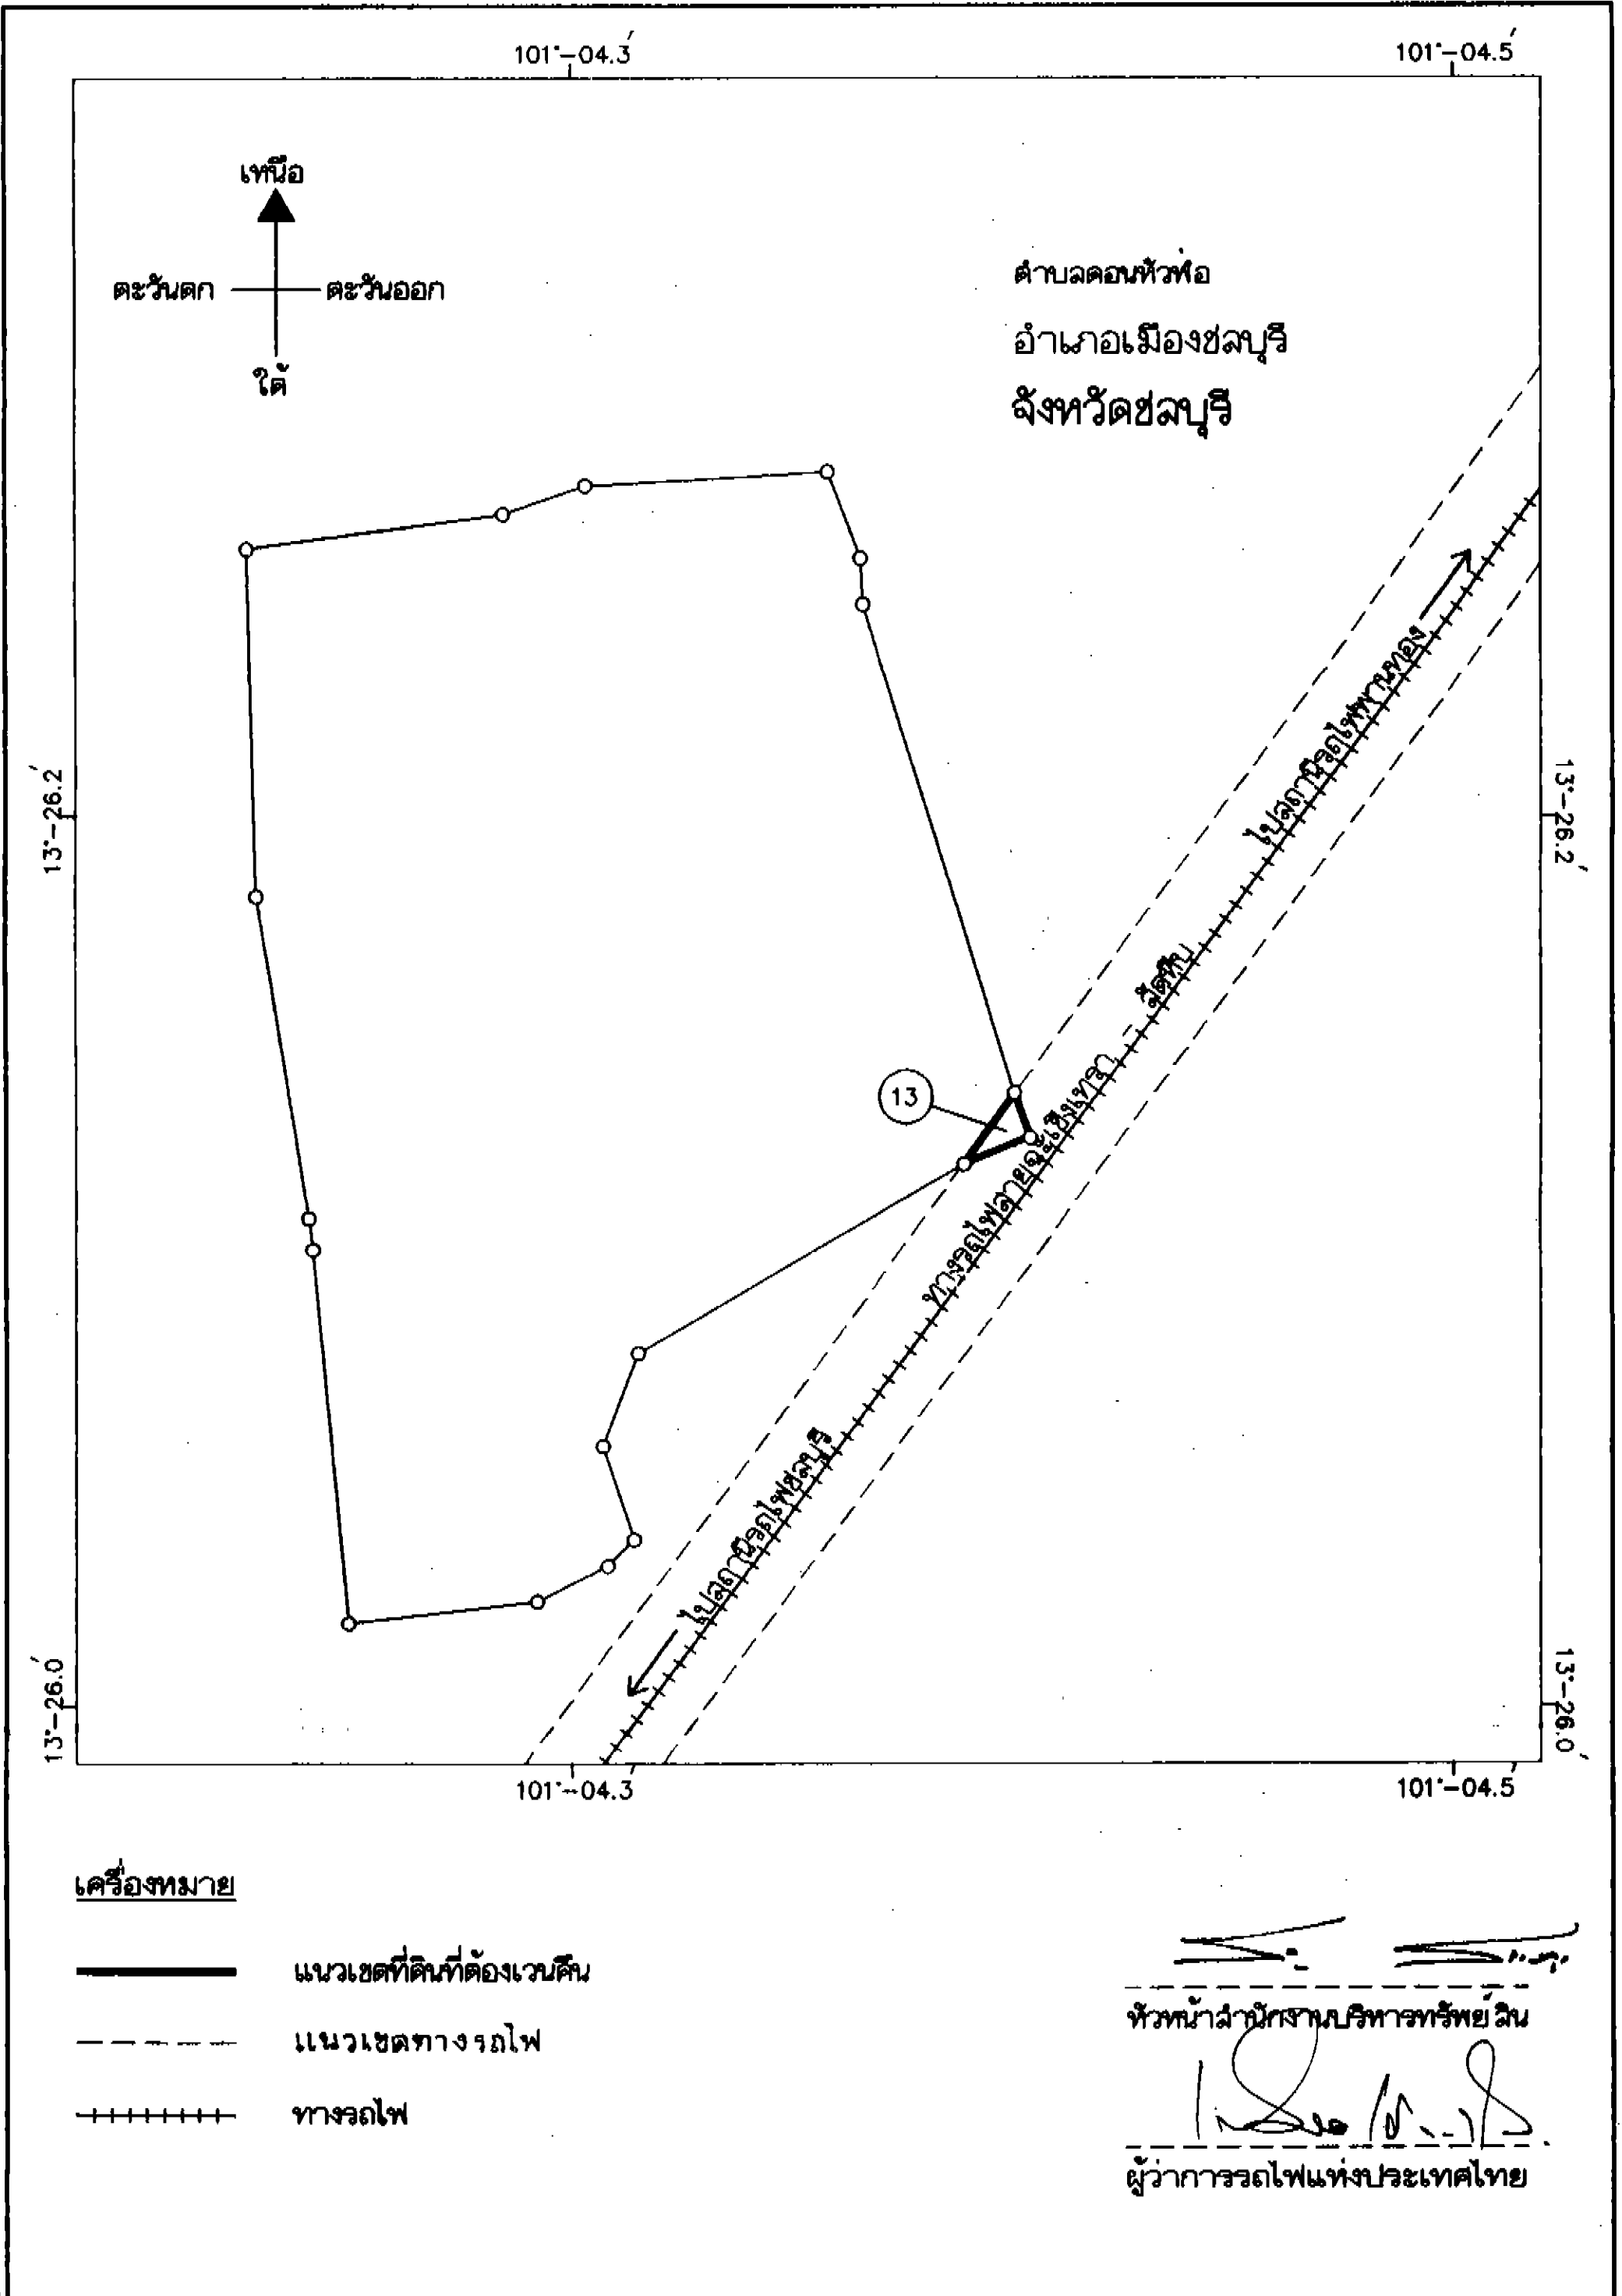 101°-04.3′ 101°-04.5′
เหนือ
ตะวันตก ตะวันออก
ใต้
ตำบลดอนหัวฬ่อ
อำเภอเมืองชลบุรี
จังหวัดชลบุรี
13°-26.2′ 13°-26.2′
ไปสถานีรถไฟพานทอง
ทางรถไฟสายฉะเชิงเทรา - สัตหีบ
13
ไปสถานีรถไฟชลบุรี
13°-26.0′ 13°-26.0′
101°-04.3′ 101°-04.5′
เครื่องหมาย
แนวเขตที่ดินที่ต้องเวนคืน
แนวเขตทางรถไฟ
ทางรถไฟ
หัวหน้าสำนักงานบริหารทรัพย์สิน
ผู้ว่าการรถไฟแห่งประเทศไทย